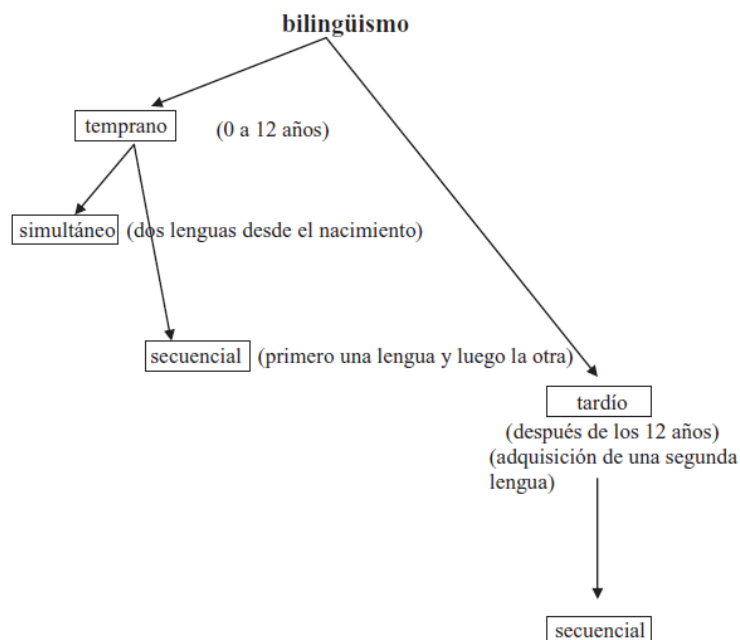 bilingüismo
temprano (0 a 12 años)
simultáneo (dos lenguas desde el nacimiento)
secuencial (primero una lengua y luego la otra)
tardío
(después de los 12 años)
(adquisición de una segunda
lengua)
secuencial